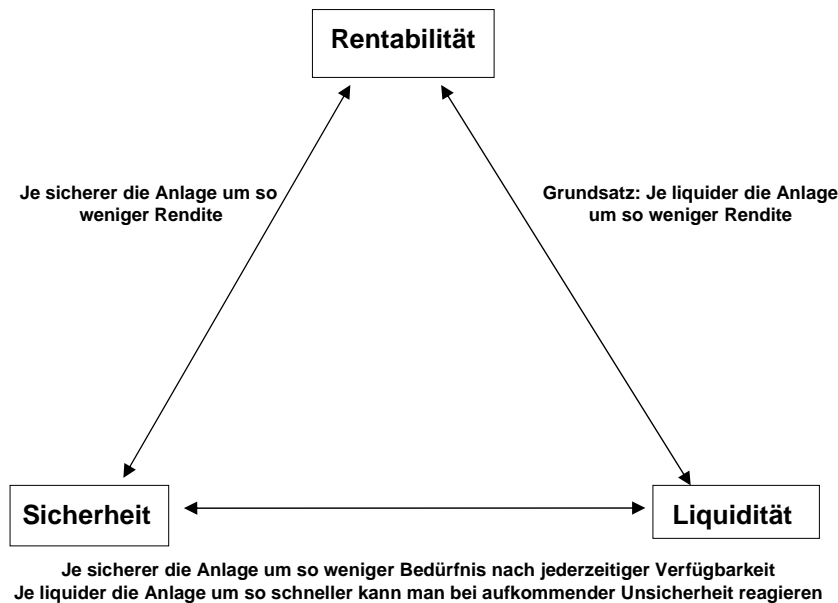 Rentabilität
Je sicherer die Anlage um so
weniger Rendite
Grundsatz: Je liquider die Anlage
um so weniger Rendite
Sicherheit
Liquidität
Je sicherer die Anlage um so weniger Bedürfnis nach jederzeitiger Verfügbarkeit
Je liquider die Anlage um so schneller kann man bei aufkommender Unsicherheit reagieren